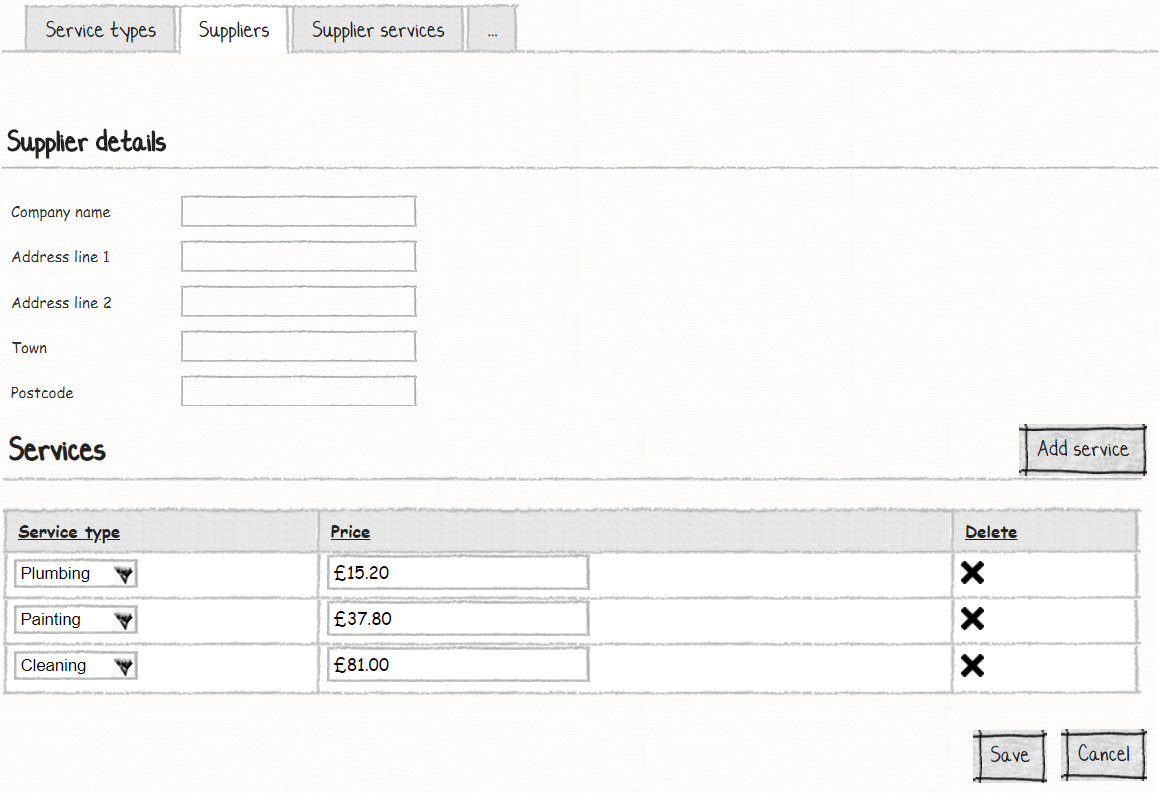 Service types Suppliers Supplier services ...
Supplier details
Company name
Address line 1
Address line 2
Town
Postcode
Services Add service
Service type Price Delete
Plumbing £15.20
Painting £37.80
Cleaning £81.00
Save Cancel